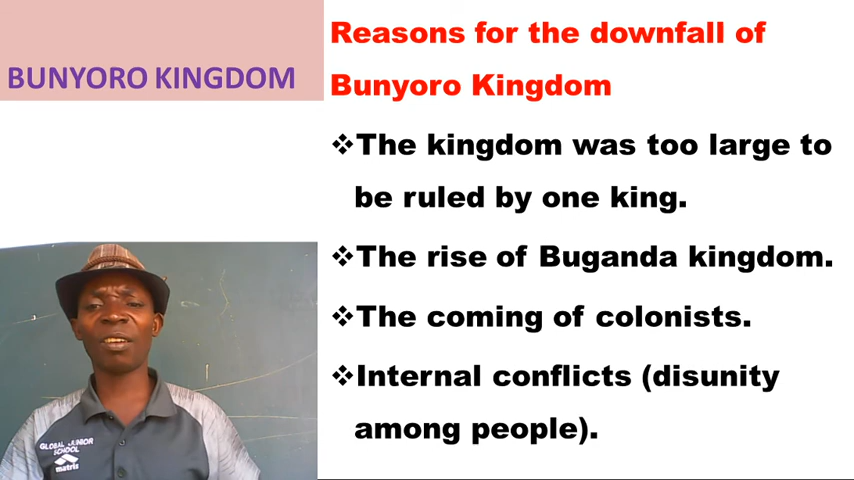 BUNYORO KINGDOM
Reasons for the downfall of
Bunyoro Kingdom
❖The kingdom was too large to
be ruled by one king.
❖The rise of Buganda kingdom.
❖The coming of colonists.
❖Internal conflicts (disunity
among people).
GLOBAL JUNIOR
SCHOOL
matrix